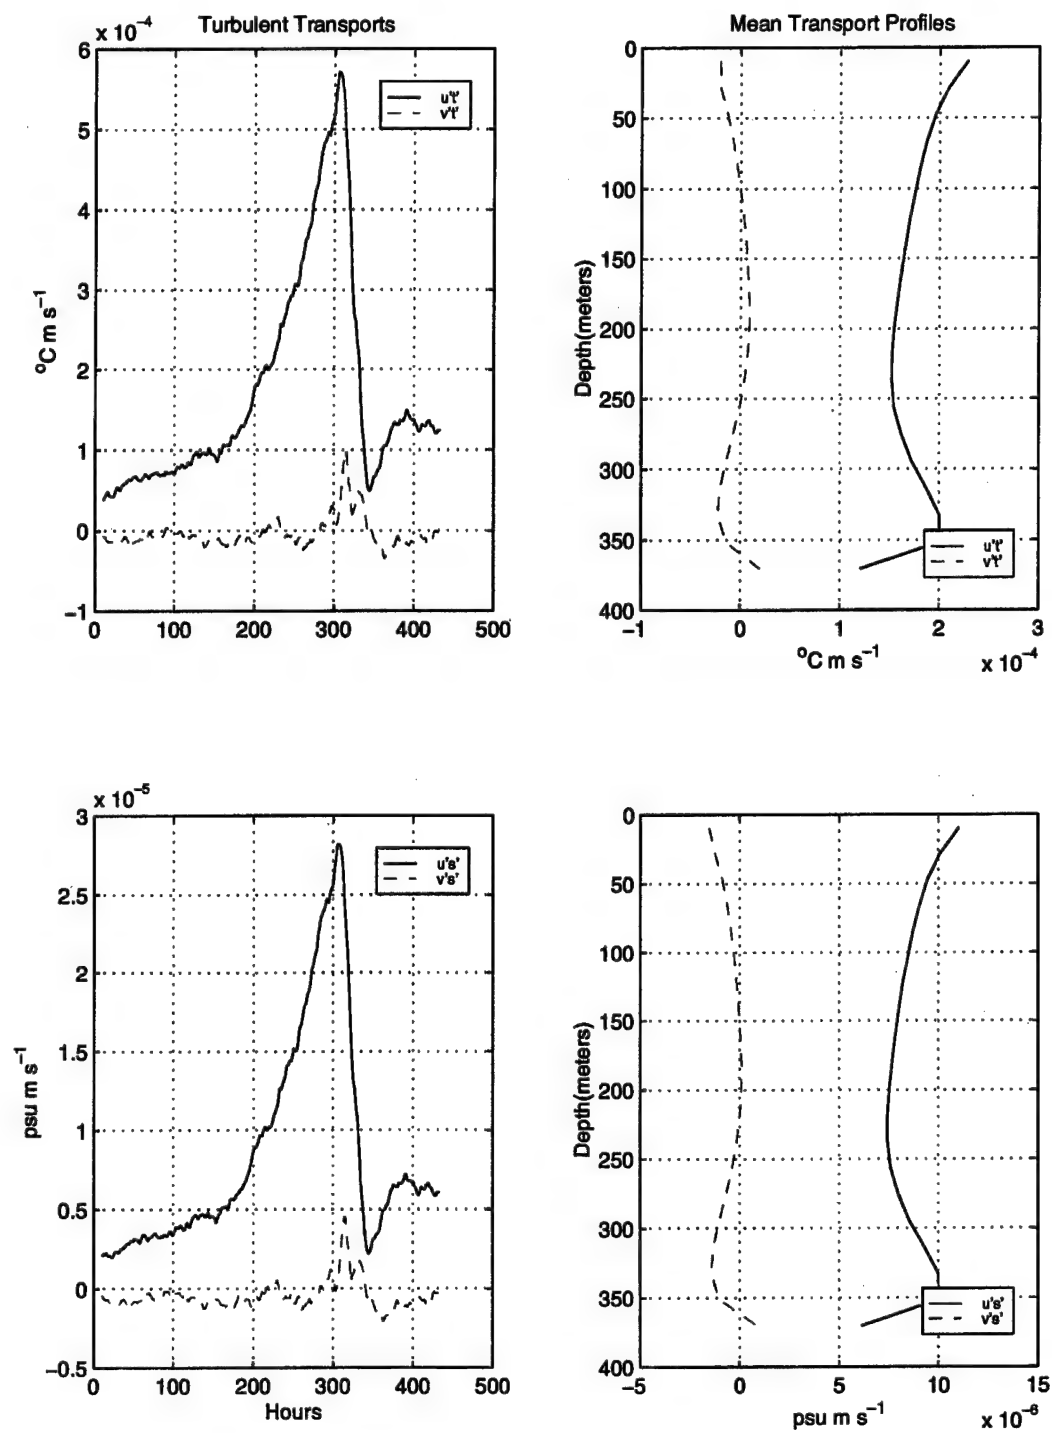 Turbulent Transports
x 10⁻⁴
6
5
4
3
2
1
0
−1
ºC m s⁻¹
0 100 200 300 400 500
u't'
v't'
Mean Transport Profiles
0
50
100
150
200
250
300
350
400
Depth(meters)
u't'
v't'
−1 0 1 2 3
ºC m s⁻¹ x 10⁻⁴
x 10⁻⁵
3
2.5
2
1.5
1
0.5
0
−0.5
psu m s⁻¹
u's'
v's'
0 100 200 300 400 500
Hours
0
50
100
150
200
250
300
350
400
Depth(meters)
u's'
v's'
−5 0 5 10 15
psu m s⁻¹ x 10⁻⁶